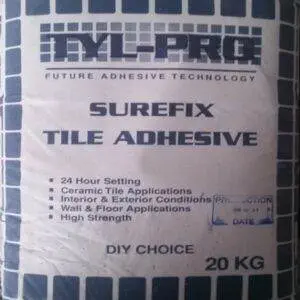 TYL-PRO
FUTURE ADHESIVE TECHNOLOGY
SUREFIX
TILE ADHESIVE
▪ 24 Hour Setting
▪ Ceramic Tile Applications
▪ Interior & Exterior Conditions
▪ Wall & Floor Applications
▪ High Strength
PRODUCTION
DATE
DIY CHOICE
20 KG